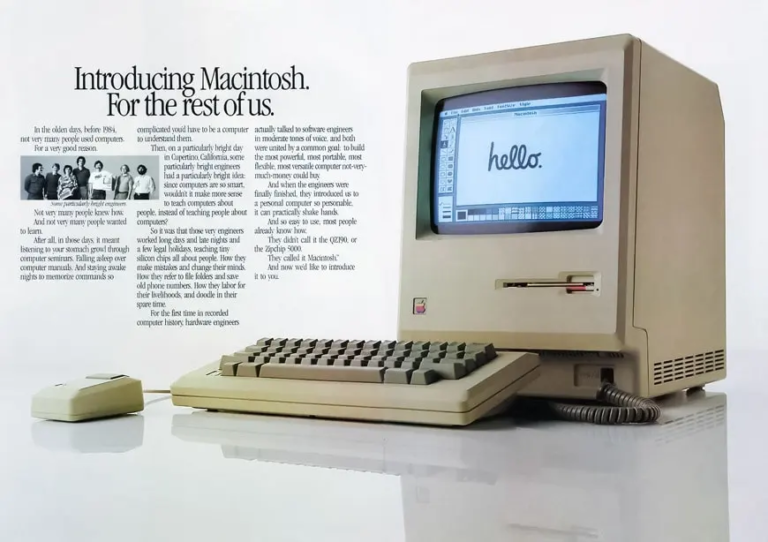 Introducing Macintosh.
For the rest of us.
In the olden days, before 1984,
not very many people used computers.
For a very good reason.
Some particularly bright engineers
Not very many people knew how.
And not very many people wanted
to learn.
After all, in those days, it meant
listening to your stomach growl through
computer seminars. Falling asleep over
computer manuals. And staying awake
nights to memorize commands so
complicated you'd have to be a computer
to understand them.
Then, on a particularly bright day
in Cupertino, California, some
particularly bright engineers
had a particularly bright idea:
since computers are so smart,
wouldn't it make more sense
to teach computers about
people, instead of teaching people about
computers?
So it was that those very engineers
worked long days and late nights and
a few legal holidays, teaching tiny
silicon chips all about people. How they
make mistakes and change their minds.
How they refer to file folders and save
old phone numbers. How they labor for
their livelihoods, and doodle in their
spare time.
For the first time in recorded
computer history, hardware engineers
actually talked to software engineers
in moderate tones of voice, and both
were united by a common goal: to build
the most powerful, most portable, most
flexible, most versatile computer not-very-
much-money could buy.
And when the engineers were
finally finished, they introduced us to
a personal computer so personable,
it can practically shake hands.
And so easy to use, most people
already know how.
They didn't call it the QZ190, or
the Zipchip 5000.
They called it Macintosh.
And now we'd like to introduce
it to you.
File Edit Goodies Font FontSize Style
hello.